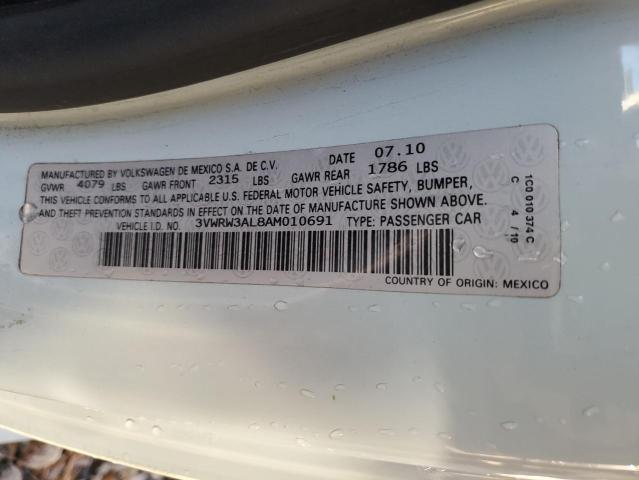 MANUFACTURED BY VOLKSWAGEN DE MEXICO S.A. DE C.V. DATE 07.10
GVWR 4079 LBS GAWR FRONT 2315 LBS GAWR REAR 1786 LBS
THIS VEHICLE CONFORMS TO ALL APPLICABLE U.S. FEDERAL MOTOR VEHICLE SAFETY, BUMPER,
AND THEFT PREVENTION STANDARDS IN EFFECT ON THE DATE OF MANUFACTURE SHOWN ABOVE.
VEHICLE I.D. NO. 3VWRW3AL8AM010691 TYPE: PASSENGER CAR
COUNTRY OF ORIGIN: MEXICO
1C0 010 374 C
C 4 / 10